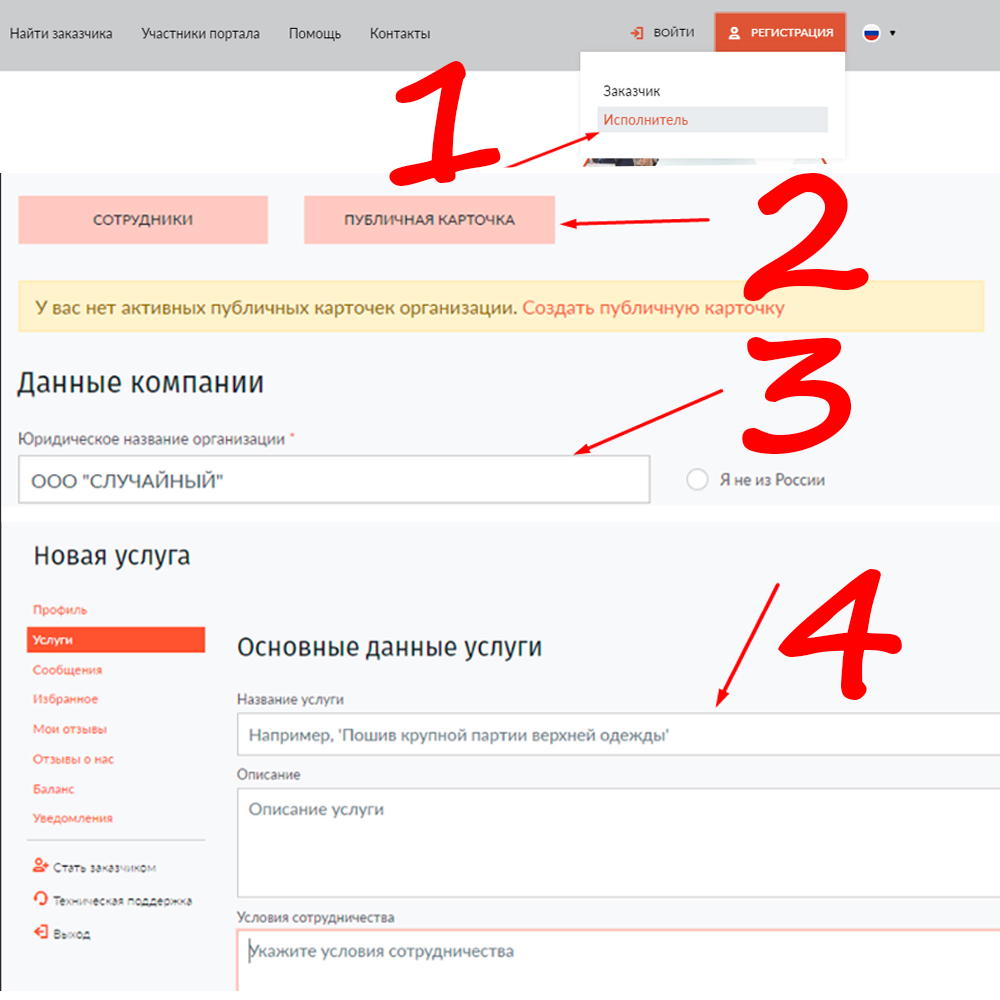 Найти заказчика Участники портала Помощь Контакты ВОЙТИ РЕГИСТРАЦИЯ
Заказчик
Исполнитель
1
СОТРУДНИКИ ПУБЛИЧНАЯ КАРТОЧКА
2
У вас нет активных публичных карточек организации. Создать публичную карточку
Данные компании
3
Юридическое название организации *
ООО "СЛУЧАЙНЫЙ" Я не из России
Новая услуга
4
Профиль
Услуги
Сообщения
Избранное
Мои отзывы
Отзывы о нас
Баланс
Уведомления
Стать заказчиком
Техническая поддержка
Выход
Основные данные услуги
Название услуги
Например, 'Пошив крупной партии верхней одежды'
Описание
Описание услуги
Условия сотрудничества
Укажите условия сотрудничества